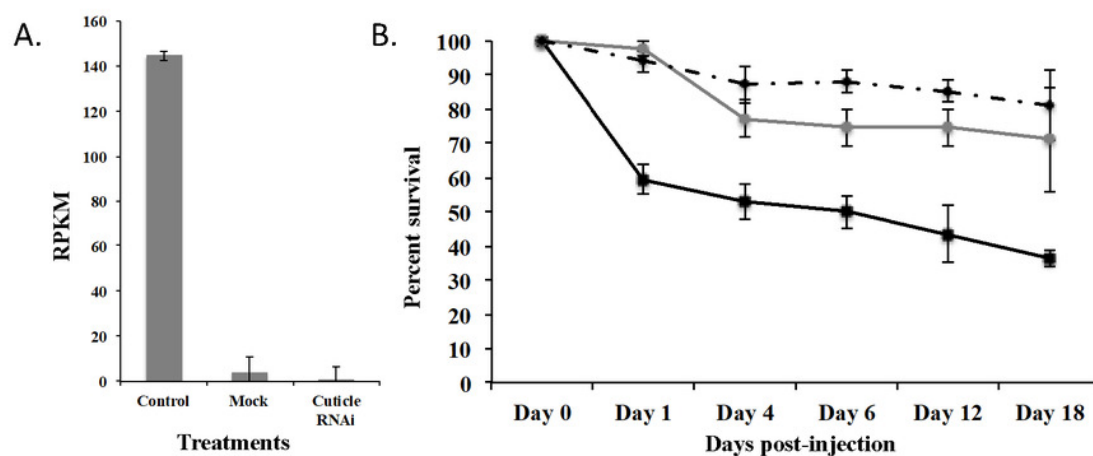 A.
160
140
120
100
80
60
40
20
0
RPKM
Control
Mock
Cuticle
RNAi
Treatments
B.
100
90
80
70
60
50
40
30
20
10
0
Percent survival
Day 0
Day 1
Day 4
Day 6
Day 12
Day 18
Days post-injection